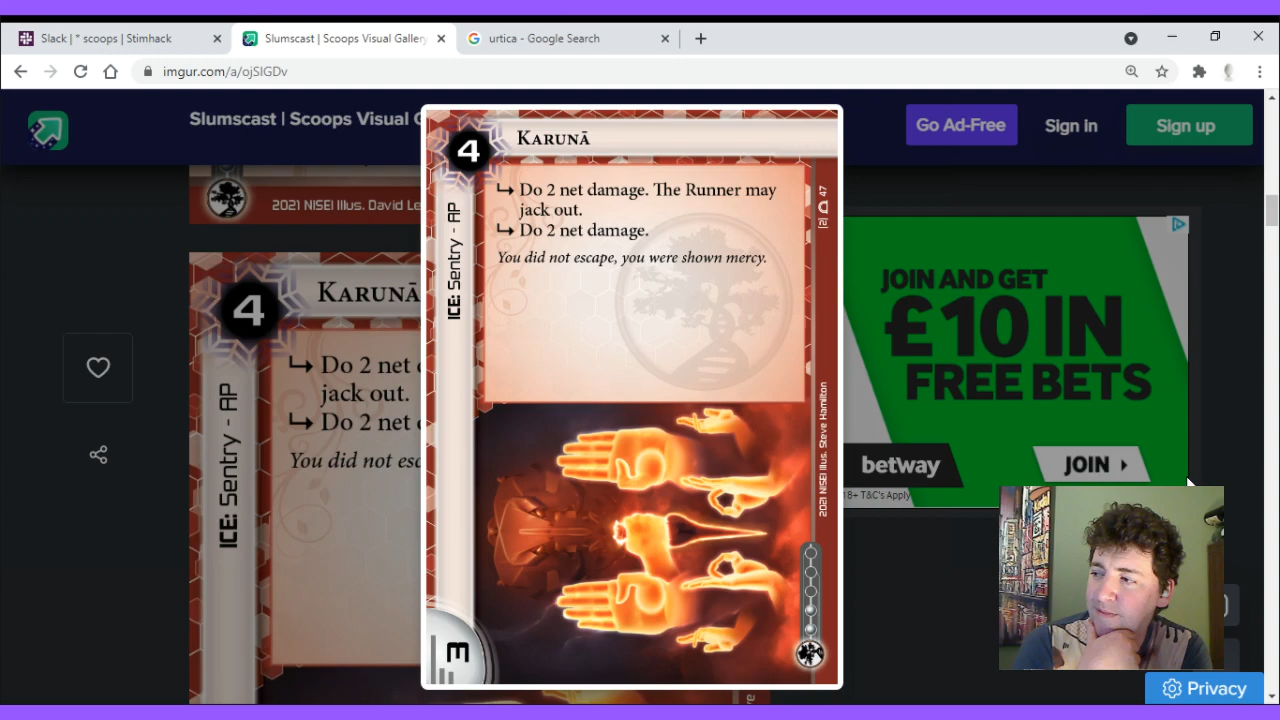 Slack | * scoops | Stimhack
Slumscast | Scoops Visual Gallery
urtica - Google Search
imgur.com/a/ojSIGDv
Slumscast | Scoops Visual G
Go Ad-Free
Sign in
Sign up
2021 NISEI Illus. David Le
4
KARUNĀ
↳ Do 2 net
jack out.
↳ Do 2 net
You did not esc
ICE: Sentry - AP
4
KARUNĀ
↳ Do 2 net damage. The Runner may
jack out.
↳ Do 2 net damage.
You did not escape, you were shown mercy.
ICE: Sentry - AP
47
2021 NISEI Illus. Steve Hamilton
3
JOIN AND GET
£10 IN
FREE BETS
betway
JOIN
18+ T&C's Apply
Privacy